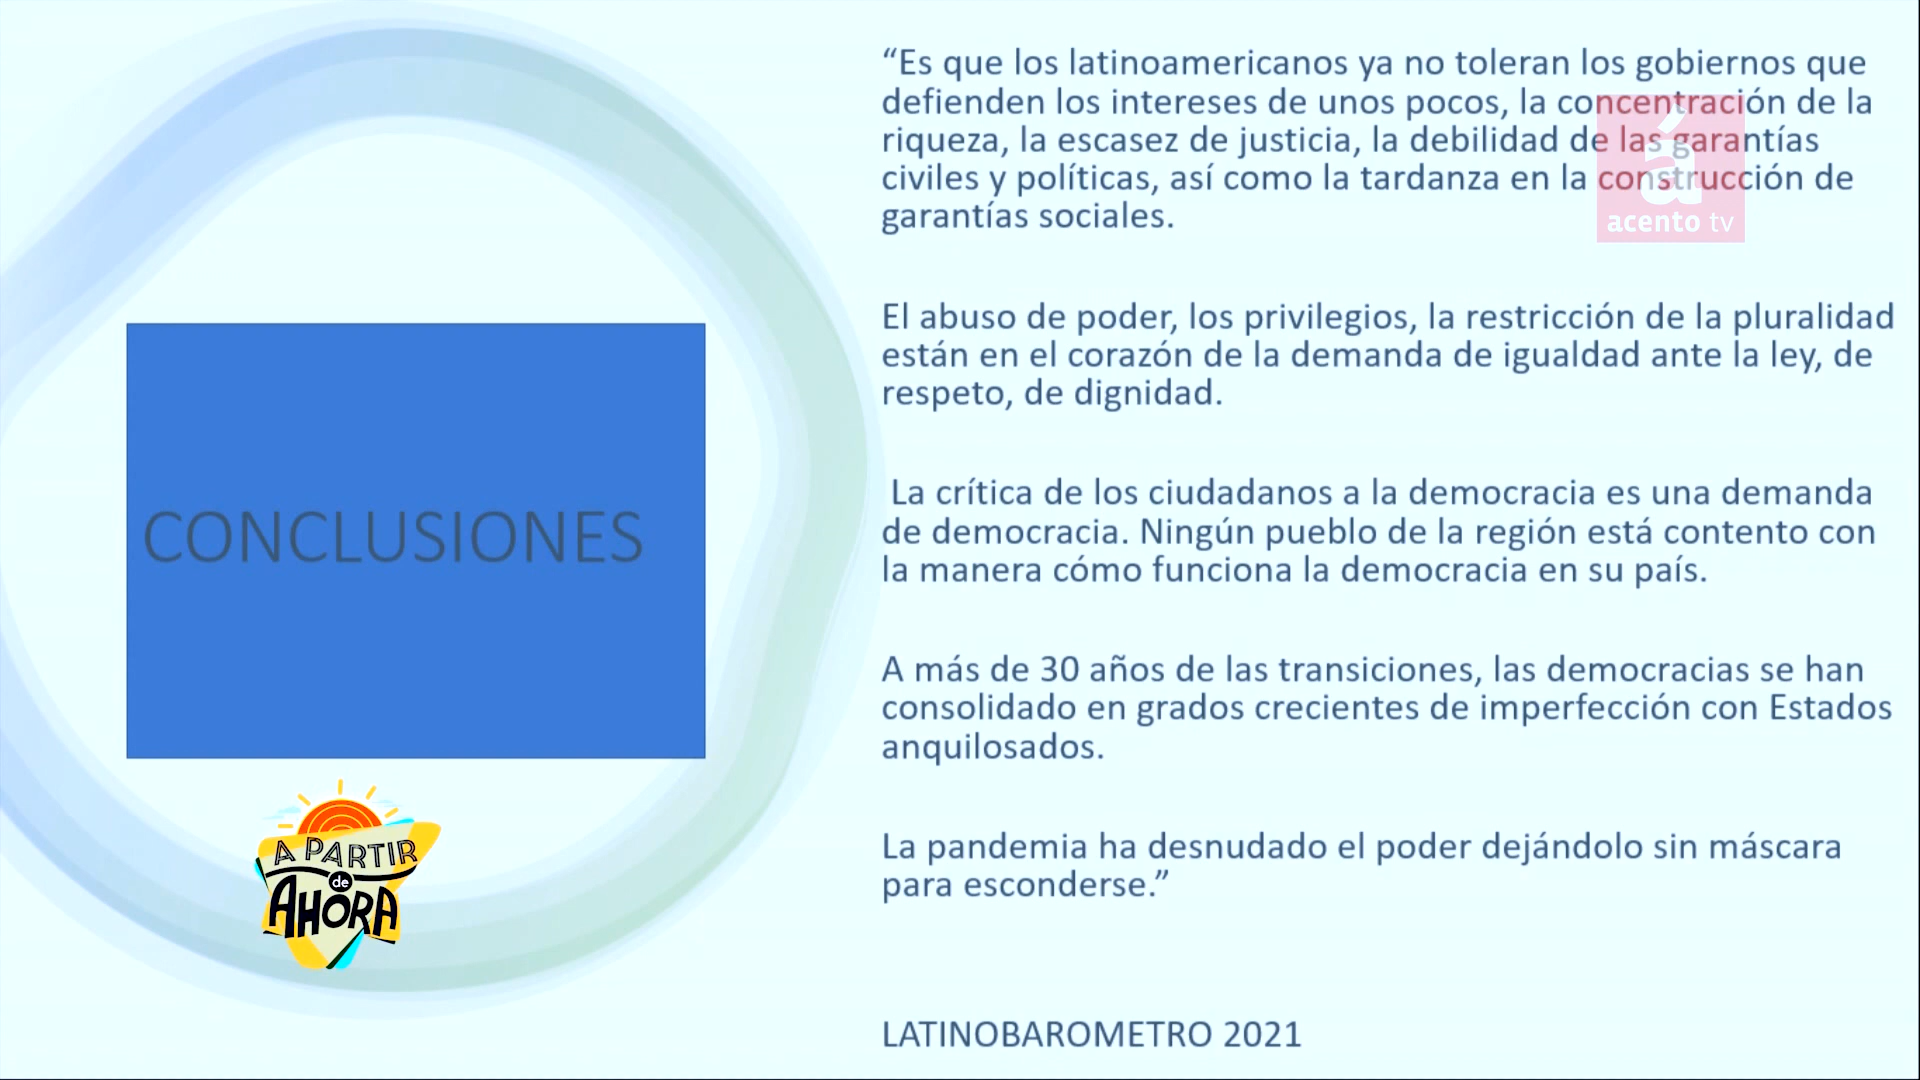 “Es que los latinoamericanos ya no toleran los gobiernos que
defienden los intereses de unos pocos, la concentración de la
riqueza, la escasez de justicia, la debilidad de las garantías
civiles y políticas, así como la tardanza en la construcción de
garantías sociales.
á
acento tv
El abuso de poder, los privilegios, la restricción de la pluralidad
están en el corazón de la demanda de igualdad ante la ley, de
respeto, de dignidad.
CONCLUSIONES
La crítica de los ciudadanos a la democracia es una demanda
de democracia. Ningún pueblo de la región está contento con
la manera cómo funciona la democracia en su país.
A más de 30 años de las transiciones, las democracias se han
consolidado en grados crecientes de imperfección con Estados
anquilosados.
La pandemia ha desnudado el poder dejándolo sin máscara
para esconderse.”
A PARTIR
de
AHORA
LATINOBAROMETRO 2021